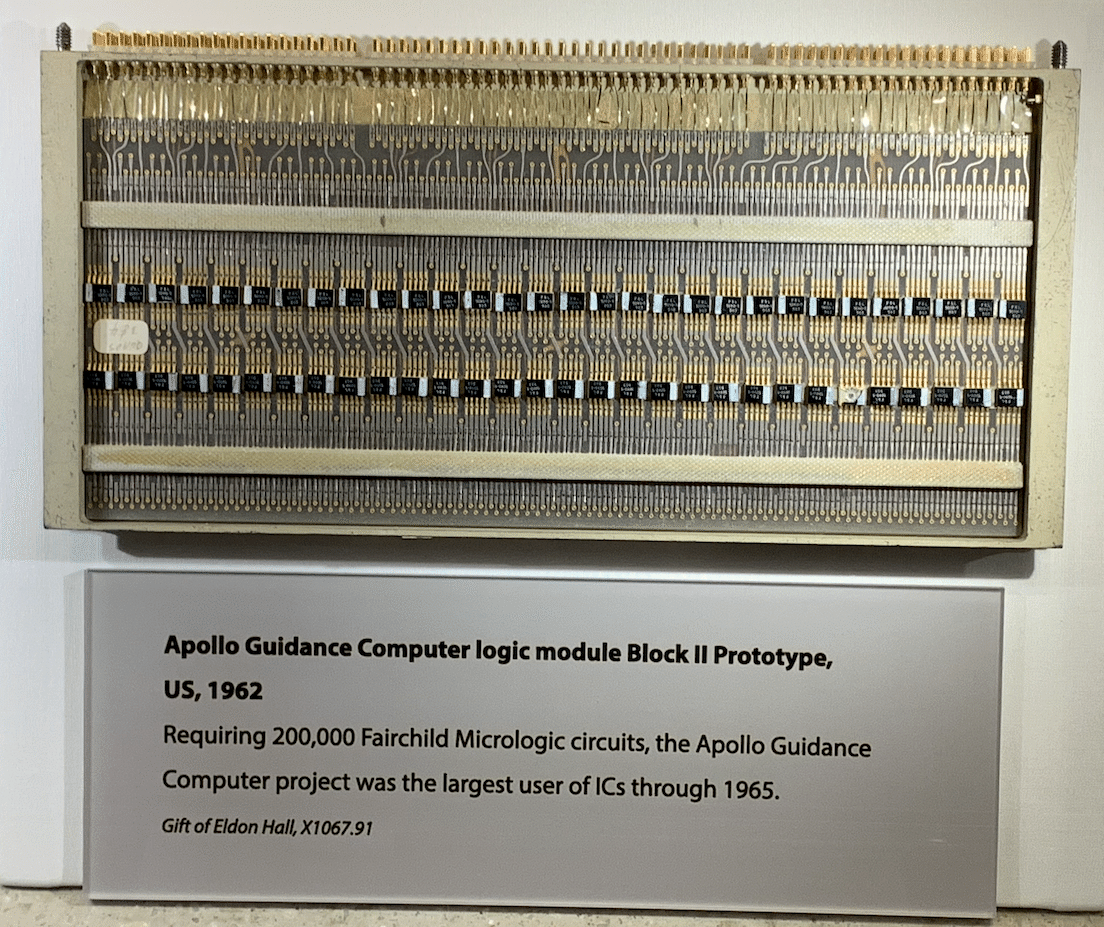 Apollo Guidance Computer logic module Block II Prototype,
US, 1962
Requiring 200,000 Fairchild Micrologic circuits, the Apollo Guidance
Computer project was the largest user of ICs through 1965.
Gift of Eldon Hall, X1067.91